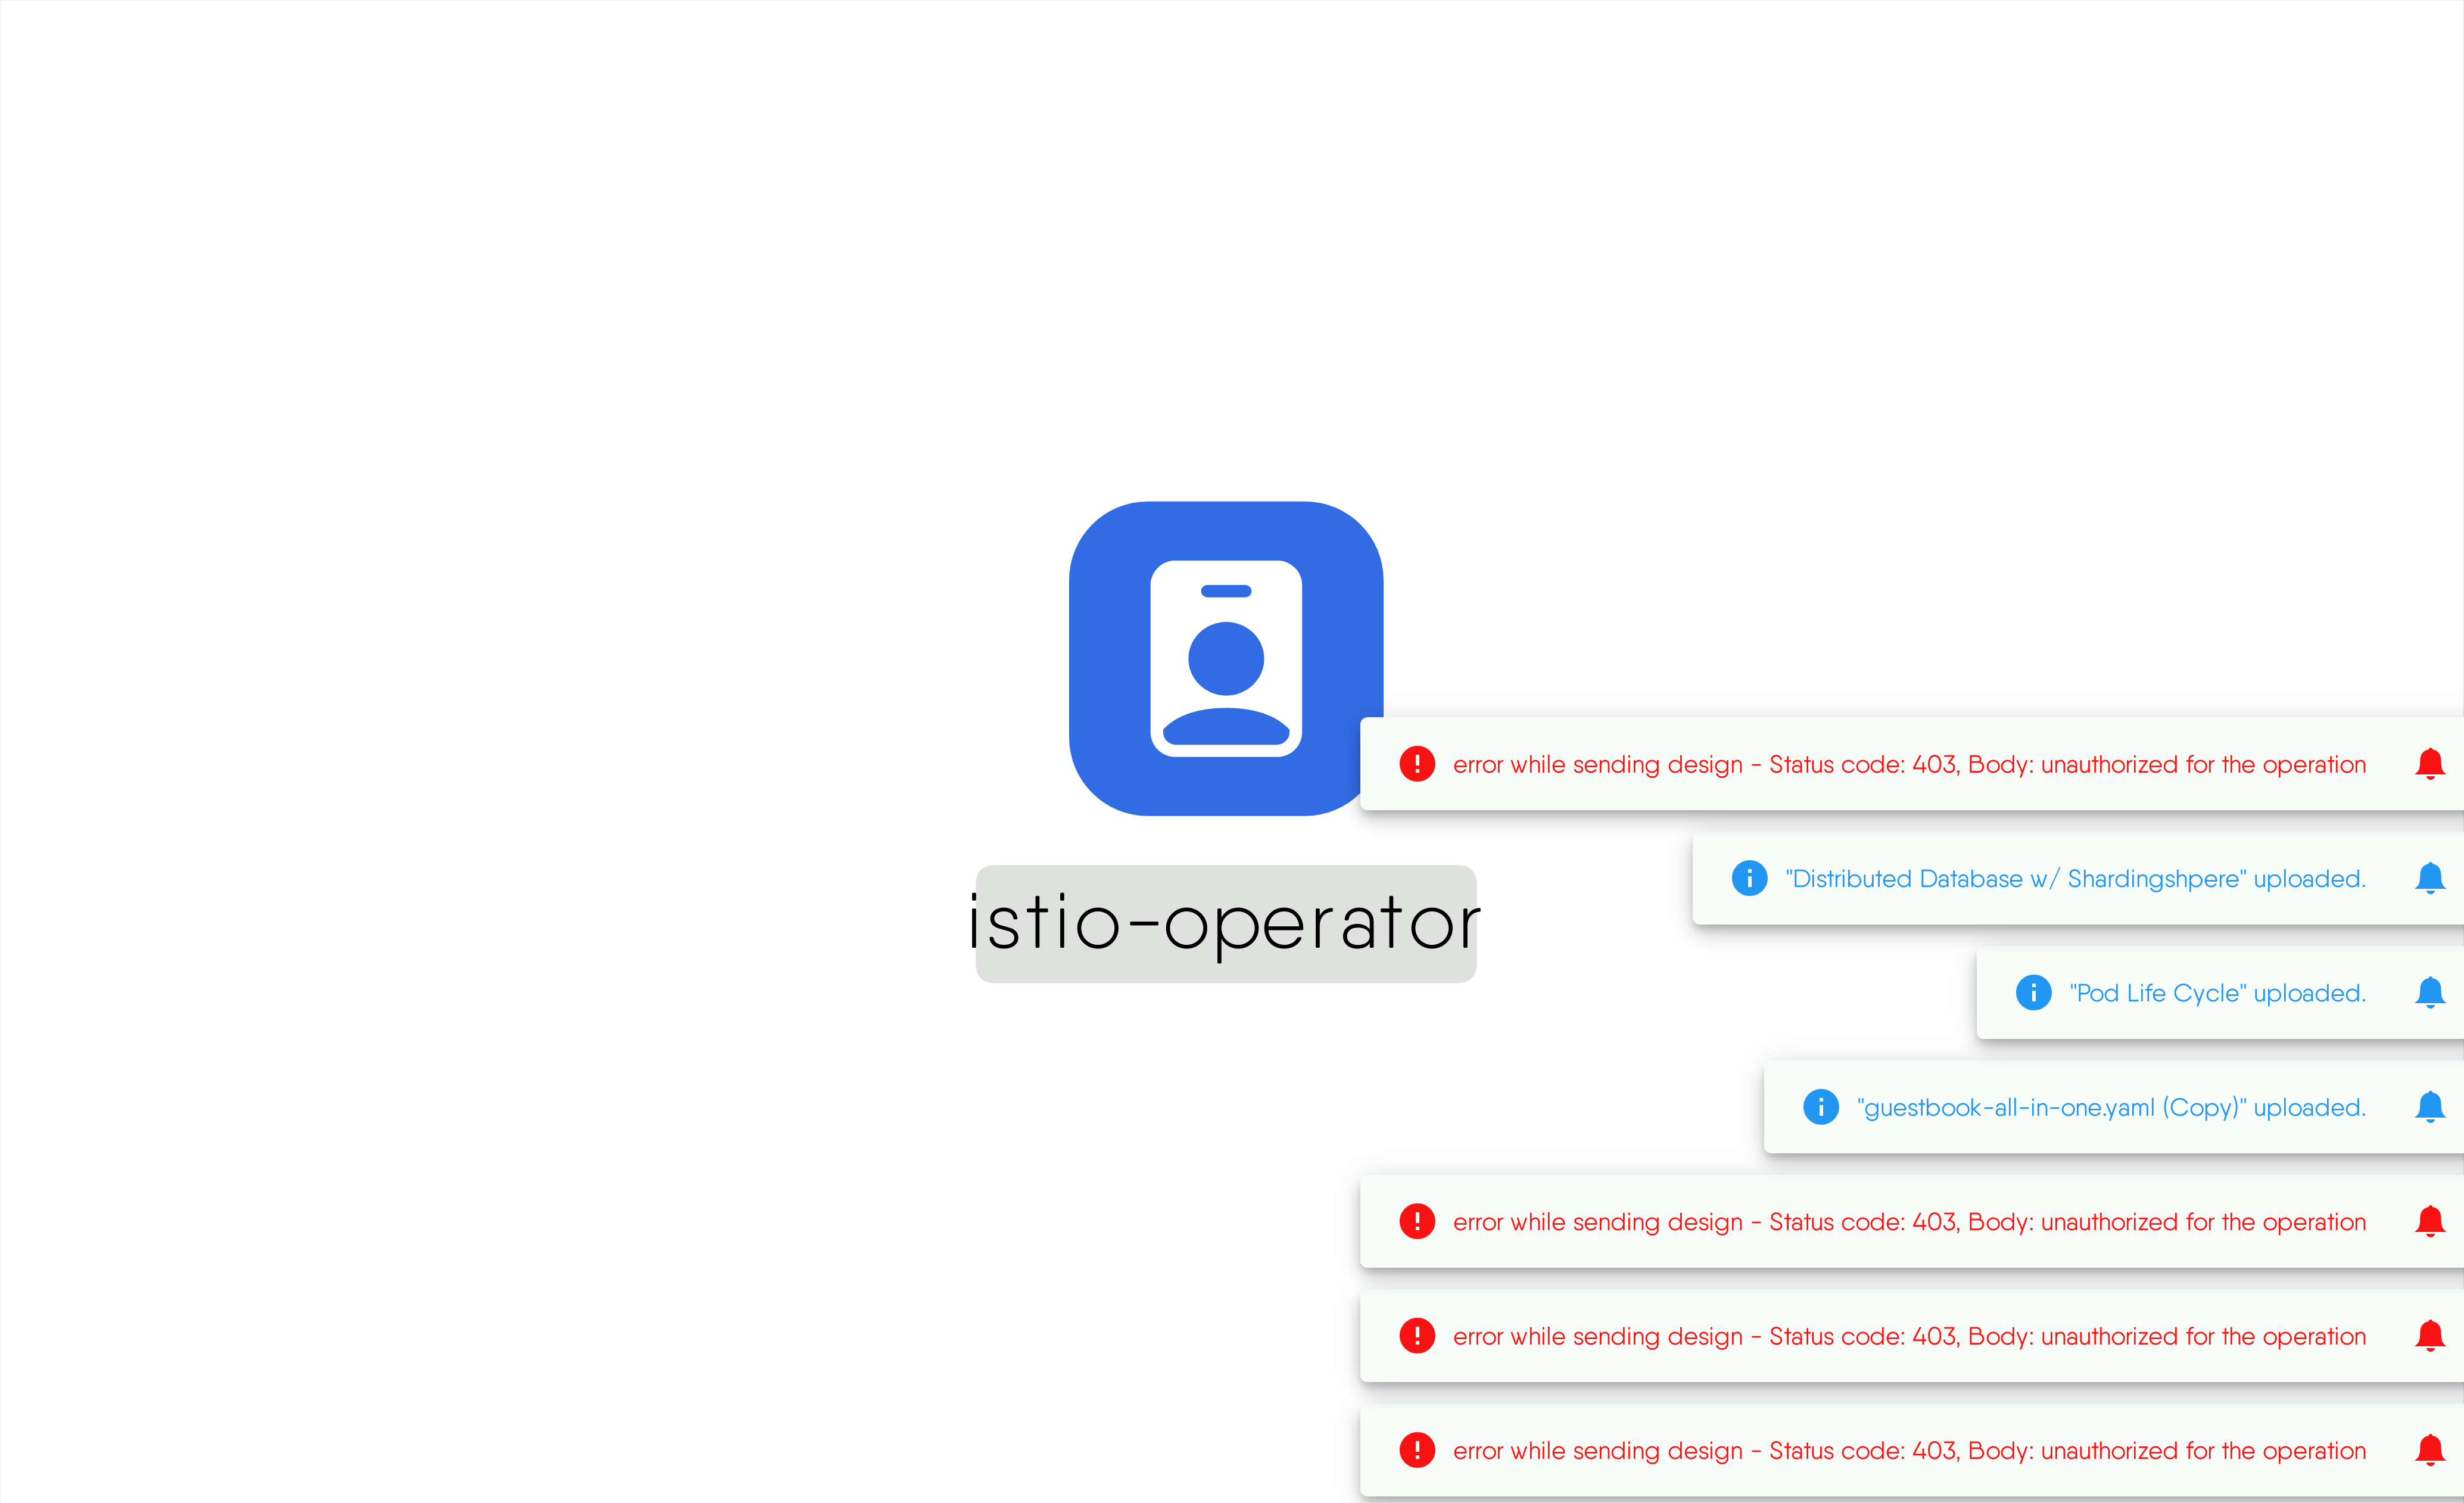 istio-operator
error while sending design - Status code: 403, Body: unauthorized for the operation
"Distributed Database w/ Shardingshpere" uploaded.
"Pod Life Cycle" uploaded.
"guestbook-all-in-one.yaml (Copy)" uploaded.
error while sending design - Status code: 403, Body: unauthorized for the operation
error while sending design - Status code: 403, Body: unauthorized for the operation
error while sending design - Status code: 403, Body: unauthorized for the operation